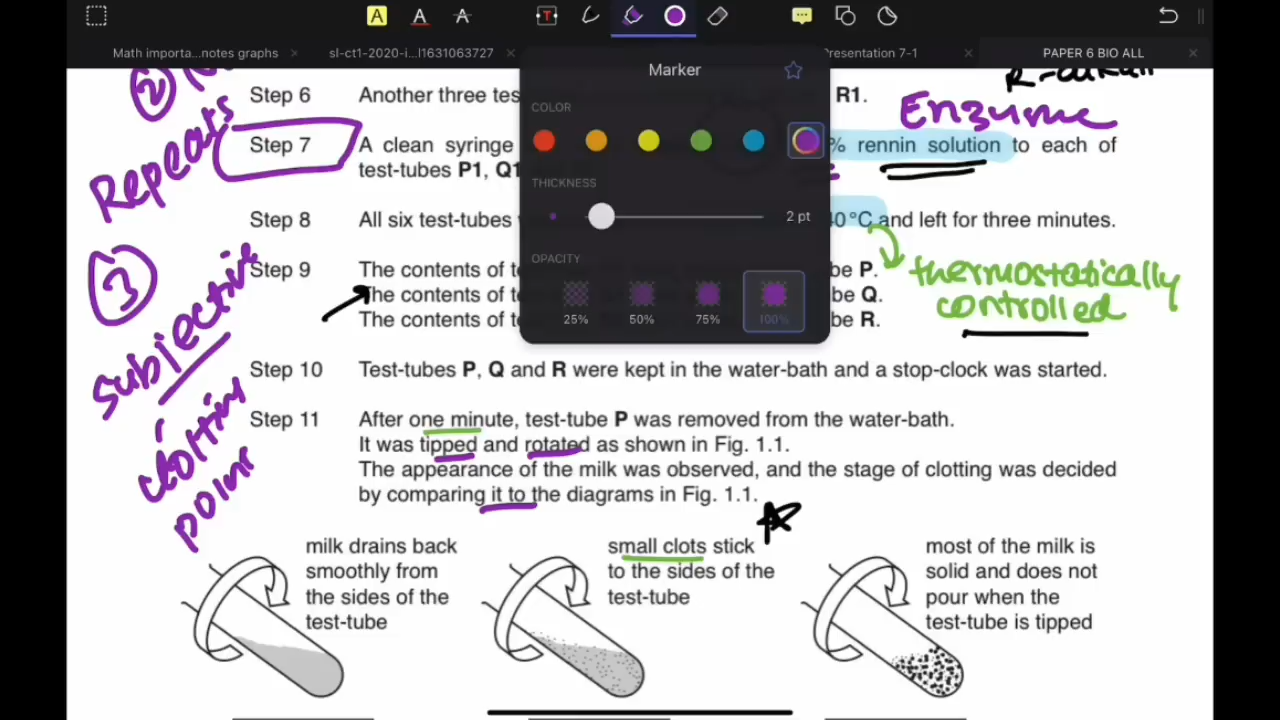 A A A T
Math importa...notes graphs × sl-ct1-2020-i...l1631063727 × resentation 7-1 × PAPER 6 BIO ALL ×
Marker
COLOR
THICKNESS
2 pt
OPACITY
25% 50% 75% 100%
②
Repeats
③
Subjective
clotting
point
Step 6 Another three tes R1.
Enzyme
Step 7 A clean syringe % rennin solution to each of
test-tubes P1, Q1
Step 8 All six test-tubes 40°C and left for three minutes.
Step 9 The contents of t be P.
The contents of t be Q.
The contents of t be R.
thermostatically
controlled
Step 10 Test-tubes P, Q and R were kept in the water-bath and a stop-clock was started.
Step 11 After one minute, test-tube P was removed from the water-bath.
It was tipped and rotated as shown in Fig. 1.1.
The appearance of the milk was observed, and the stage of clotting was decided
by comparing it to the diagrams in Fig. 1.1.
milk drains back
smoothly from
the sides of the
test-tube
small clots stick
to the sides of the
test-tube
most of the milk is
solid and does not
pour when the
test-tube is tipped